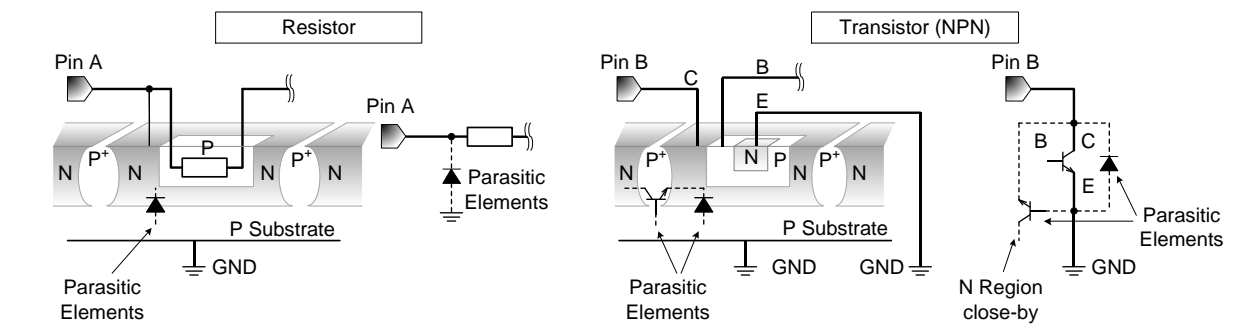 Resistor
Transistor (NPN)
Pin A
Pin A
N
P+
N
P
N
P+
N
Parasitic
Elements
P Substrate
GND
Parasitic
Elements
Pin B
C
B
E
N
P+
N
N
P
P+
N
P Substrate
GND
GND
Parasitic
Elements
Pin B
B
C
E
Parasitic
Elements
GND
N Region
close-by